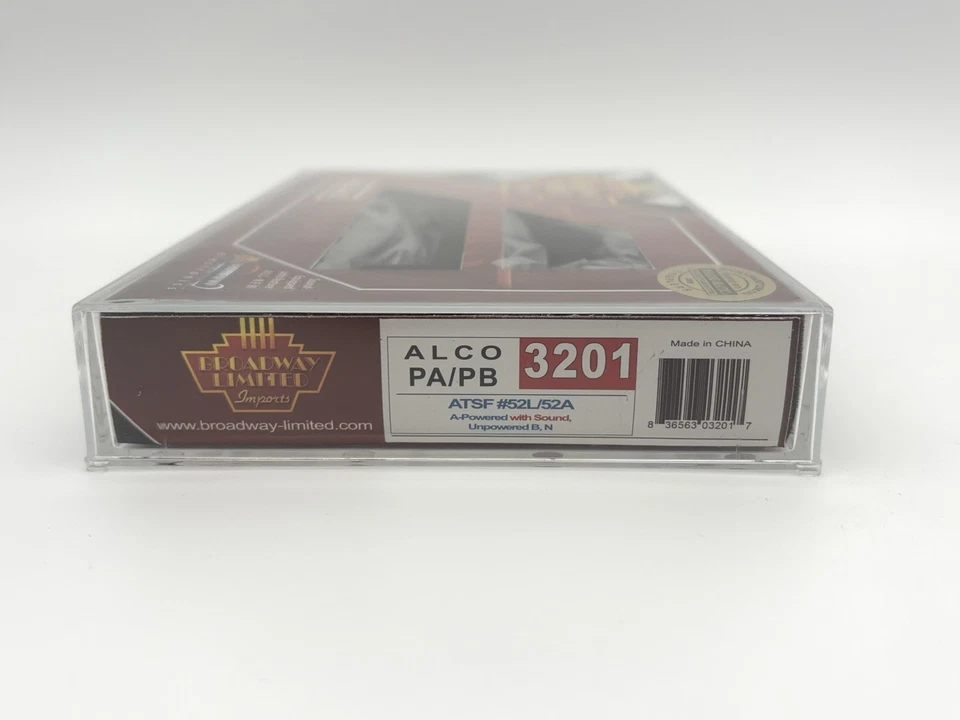 BROADWAY
LIMITED
Imports
www.broadway-limited.com
ALCO
PA/PB
3201
ATSF #52L/52A
A-Powered with Sound,
Unpowered B, N
Made in CHINA
8 36563 03201 7